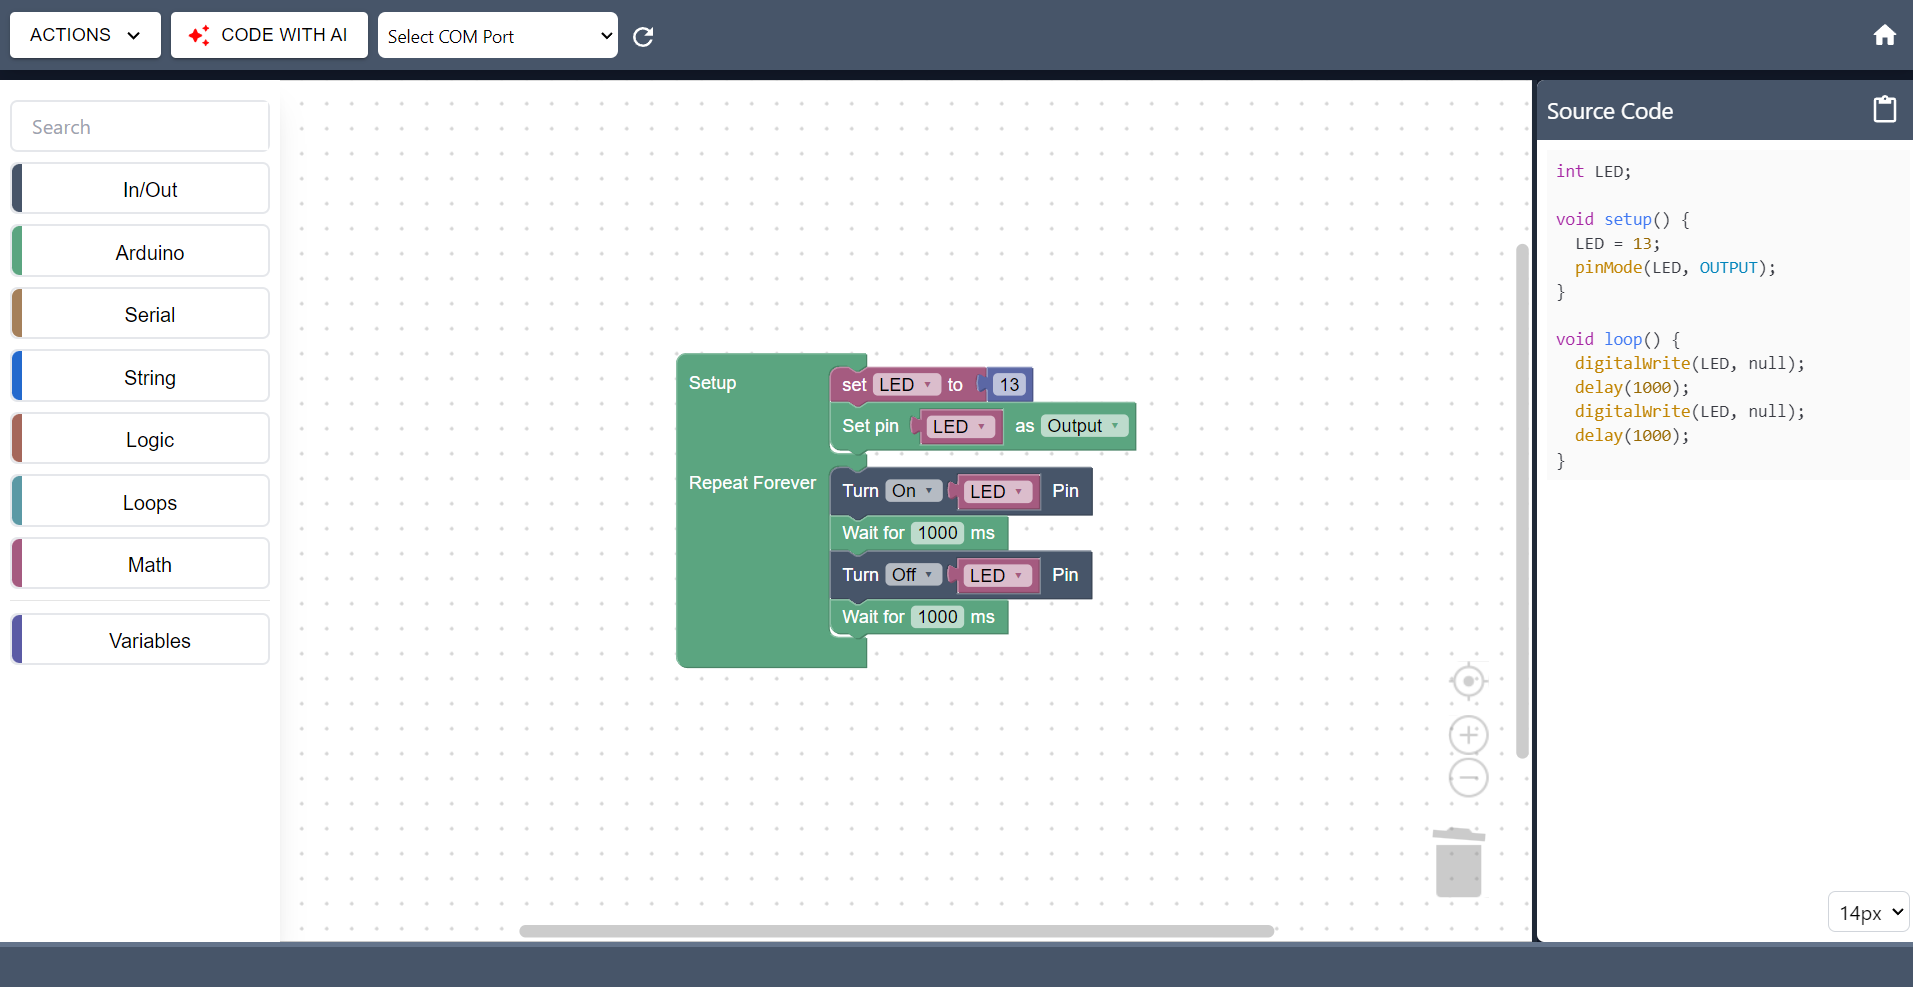 ACTIONS
CODE WITH AI
Select COM Port
Search
In/Out
Arduino
Serial
String
Logic
Loops
Math
Variables
Setup
set LED to 13
Set pin LED as Output
Repeat Forever
Turn On LED Pin
Wait for 1000 ms
Turn Off LED Pin
Wait for 1000 ms
Source Code
int LED;
void setup() {
LED = 13;
pinMode(LED, OUTPUT);
}
void loop() {
digitalWrite(LED, null);
delay(1000);
digitalWrite(LED, null);
delay(1000);
}
14px